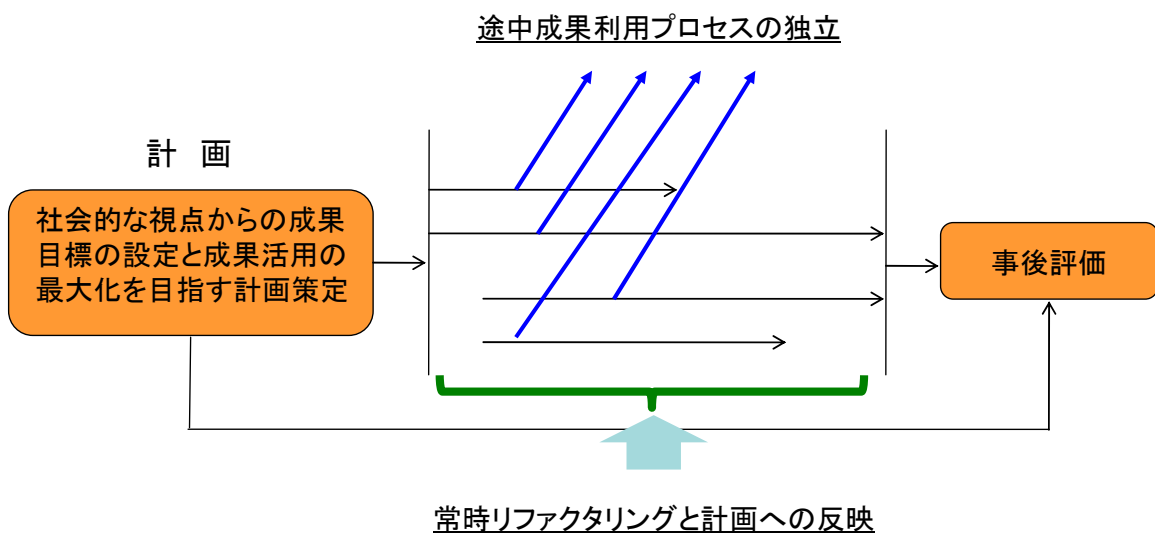 途中成果利用プロセスの独立
計 画
社会的な視点からの成果
目標の設定と成果活用の
最大化を目指す計画策定
事後評価
常時リファクタリングと計画への反映